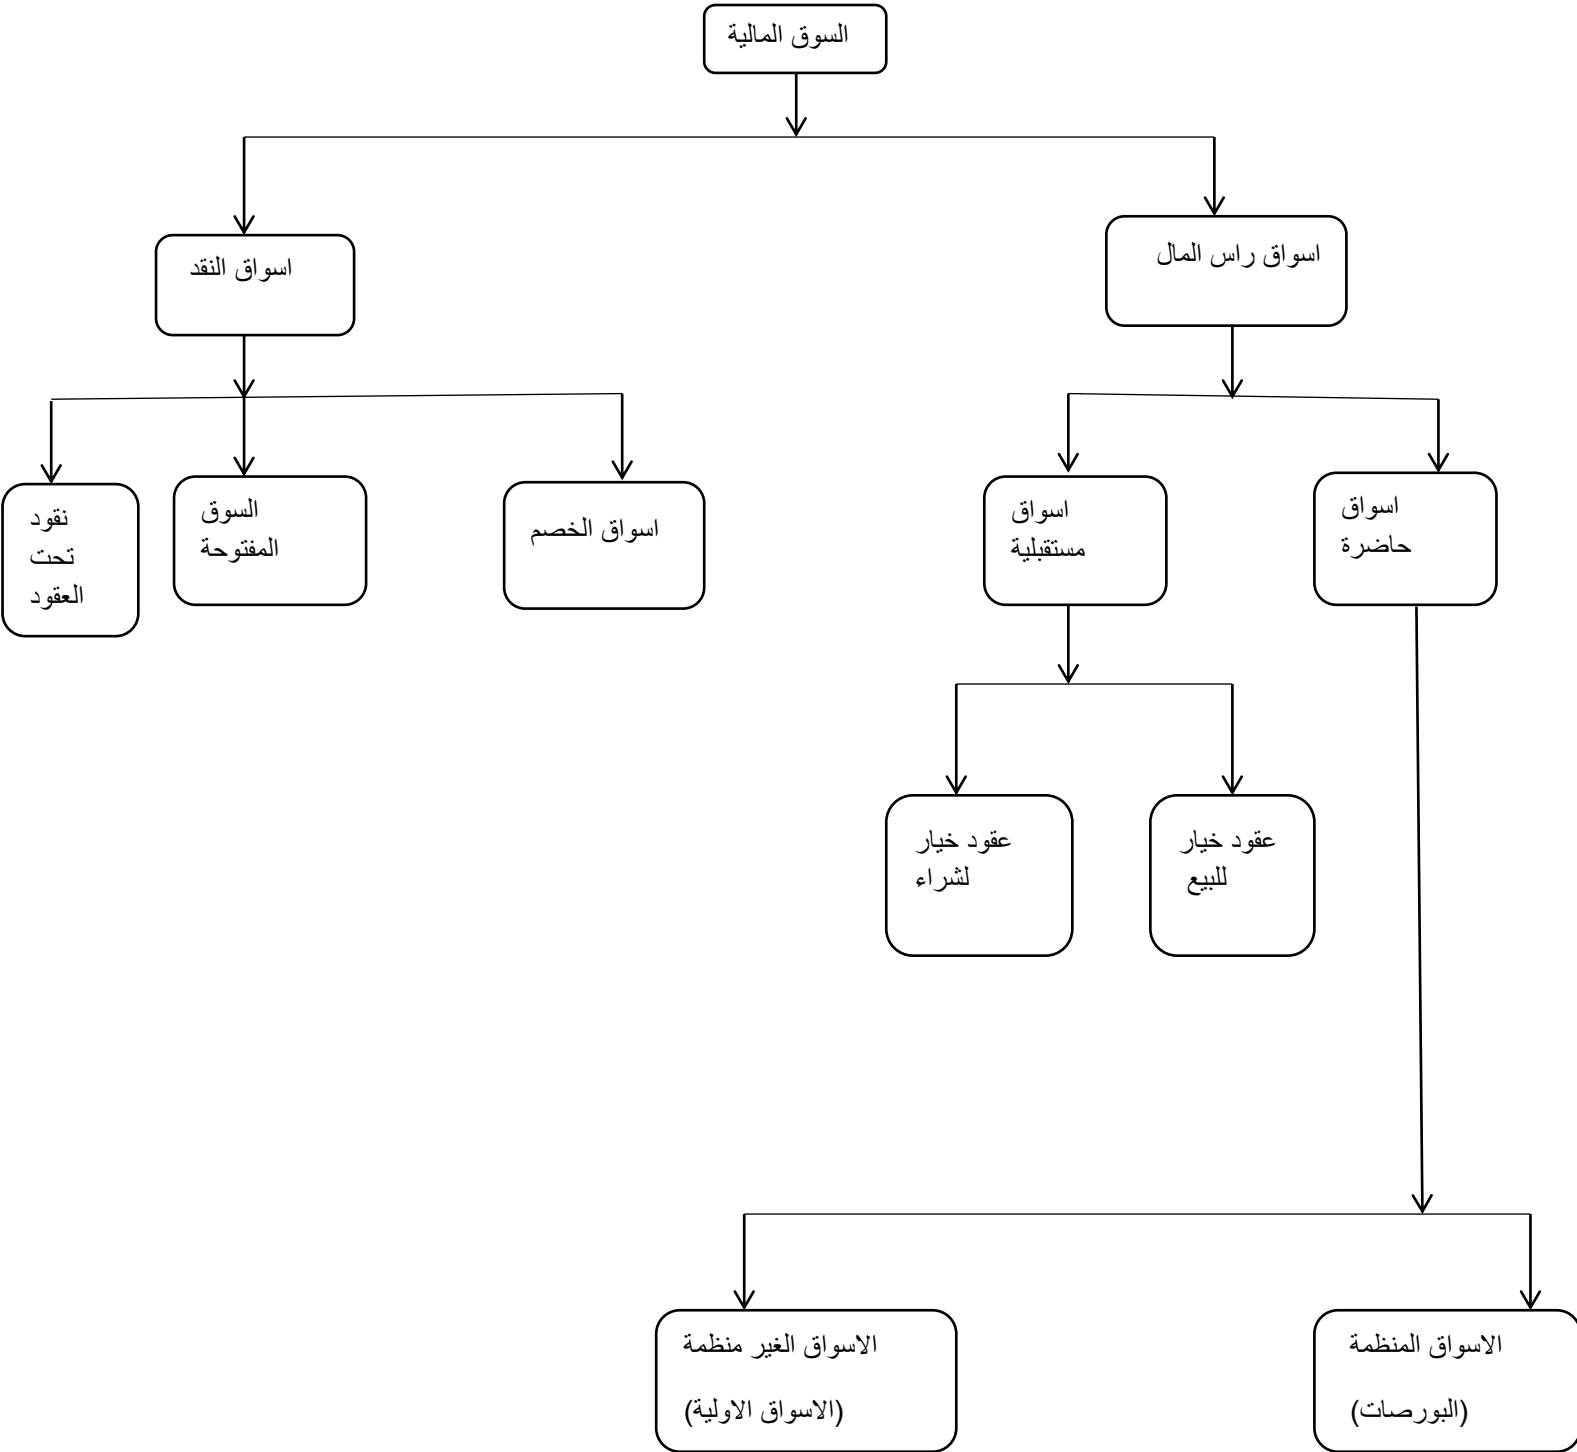 السوق المالية
اسواق راس المال
اسواق النقد
اسواق
حاضرة
اسواق
مستقبلية
اسواق الخصم
السوق
المفتوحة
نقود
تحت
العقود
عقود خيار
للبيع
عقود خيار
لشراء
الاسواق المنظمة
(البورصات)
الاسواق الغير منظمة
(الاسواق الاولية)